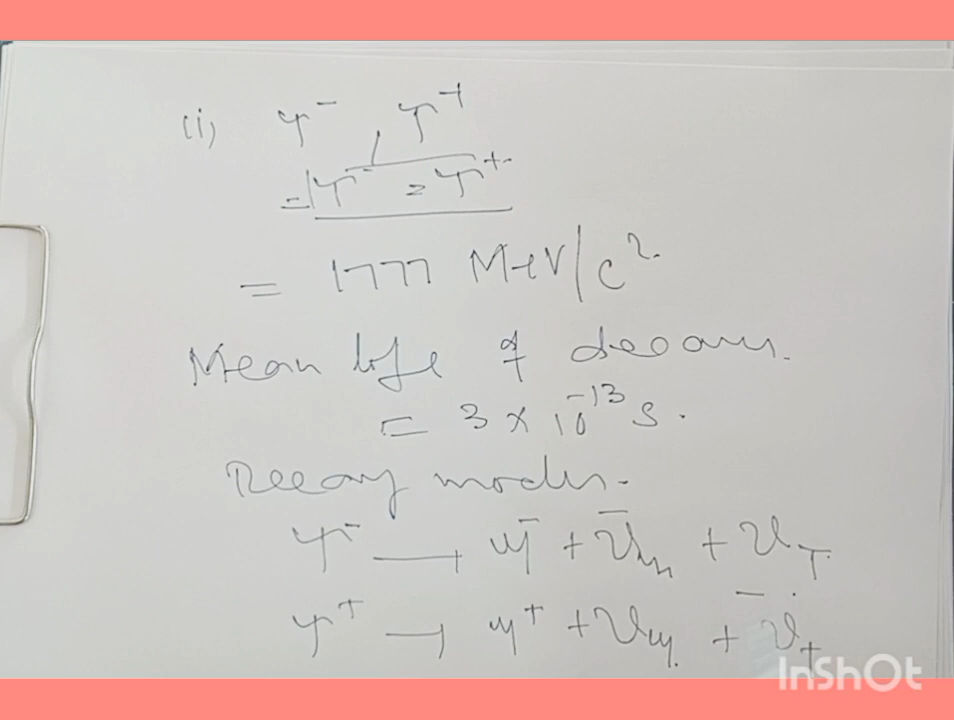 (i) τ⁻, τ⁺
= τ⁻ = τ⁺
= 1777 MeV/c²
Mean life of decay.
= 3 × 10⁻¹³ s.
Decay modes.
τ⁻ → μ⁻ + ν̄μ + ντ
τ⁺ → μ⁺ + νμ + ν̄τ
InShOt